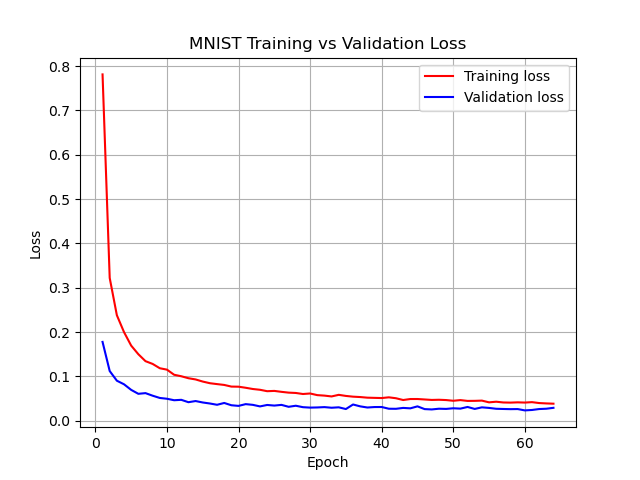 MNIST Training vs Validation Loss
Training loss
Validation loss
0.8
0.7
0.6
0.5
0.4
0.3
0.2
0.1
0.0
Loss
0 10 20 30 40 50 60
Epoch